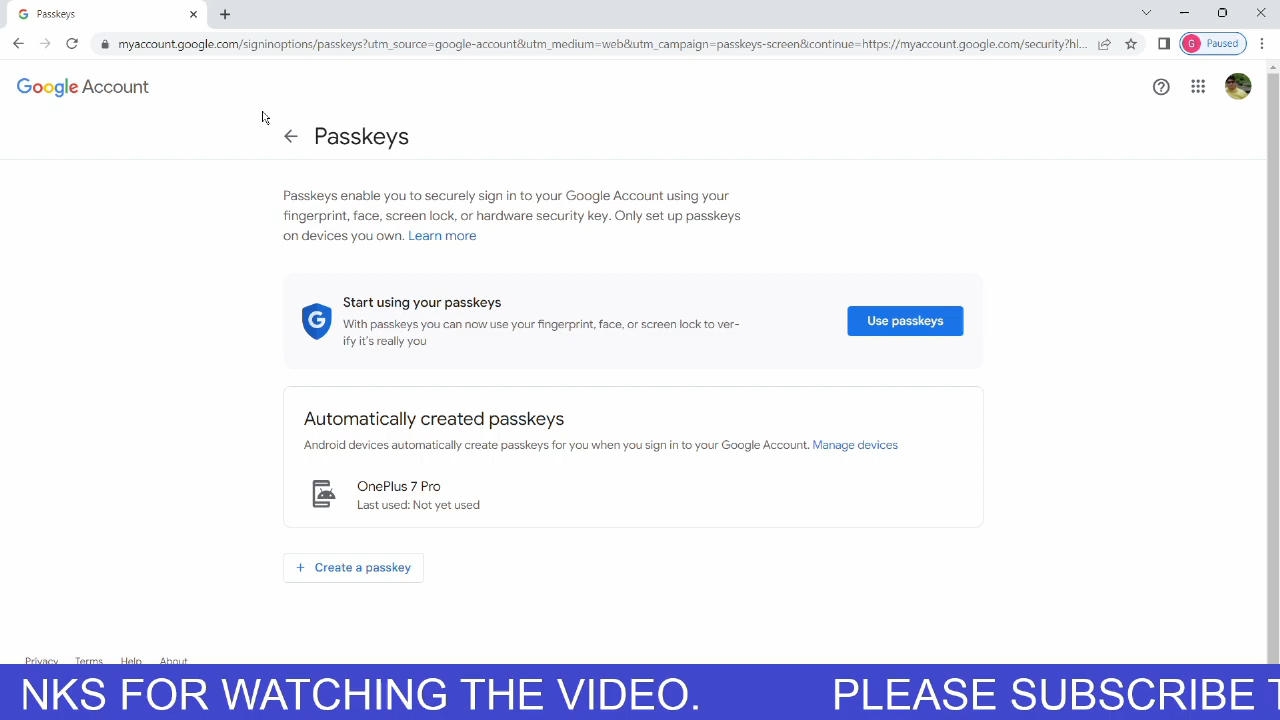 Passkeys
myaccount.google.com/signinoptions/passkeys?utm_source=google-account&utm_medium=web&utm_campaign=passkeys-screen&continue=https://myaccount.google.com/security?hl...
G
Paused
Google Account
Passkeys
Passkeys enable you to securely sign in to your Google Account using your
fingerprint, face, screen lock, or hardware security key. Only set up passkeys
on devices you own. Learn more
G
Start using your passkeys
With passkeys you can now use your fingerprint, face, or screen lock to ver-
ify it's really you
Use passkeys
Automatically created passkeys
Android devices automatically create passkeys for you when you sign in to your Google Account. Manage devices
OnePlus 7 Pro
Last used: Not yet used
+ Create a passkey
Privacy Terms Help About
NKS FOR WATCHING THE VIDEO. PLEASE SUBSCRIBE T